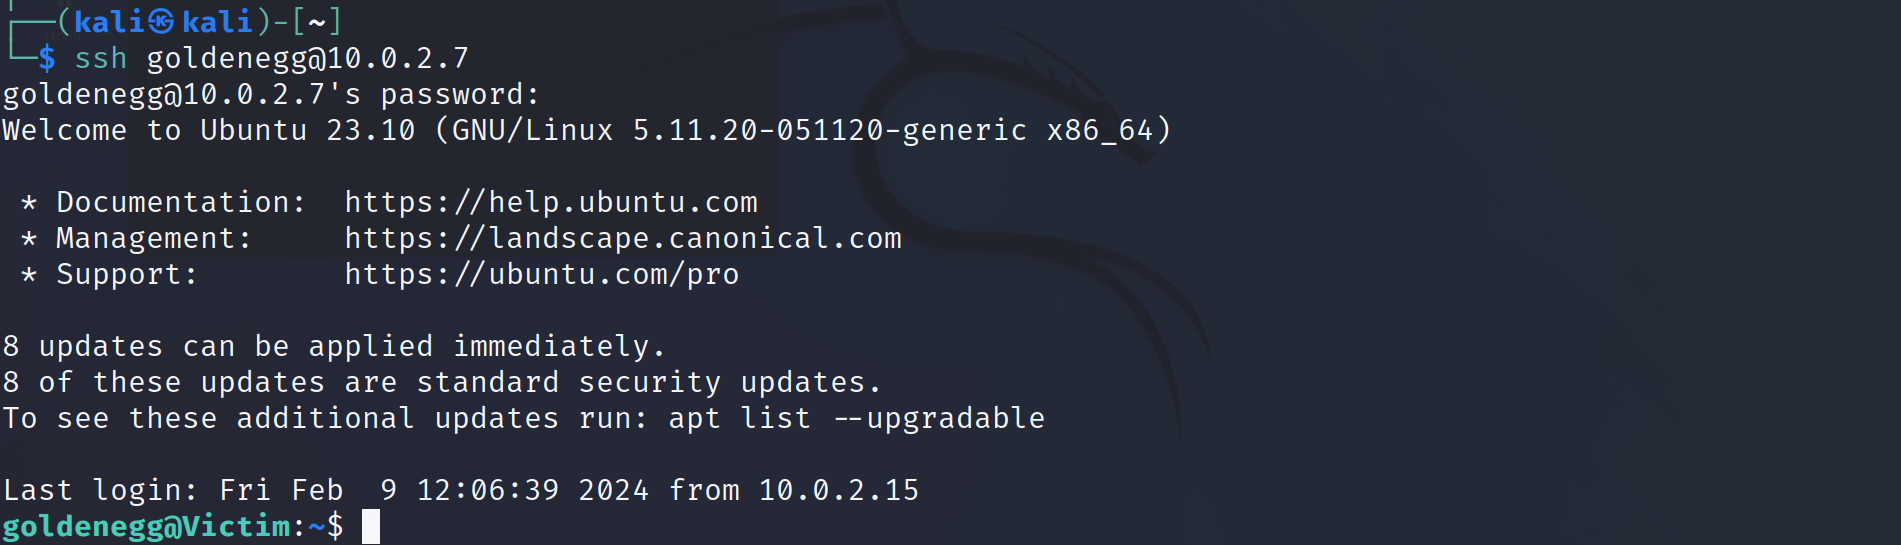 ┌──(kali㉿kali)-[~]
└─$ ssh goldenegg@10.0.2.7
goldenegg@10.0.2.7's password:
Welcome to Ubuntu 23.10 (GNU/Linux 5.11.20-051120-generic x86_64)
* Documentation:  https://help.ubuntu.com
* Management:     https://landscape.canonical.com
* Support:        https://ubuntu.com/pro
8 updates can be applied immediately.
8 of these updates are standard security updates.
To see these additional updates run: apt list --upgradable
Last login: Fri Feb  9 12:06:39 2024 from 10.0.2.15
goldenegg@Victim:~$